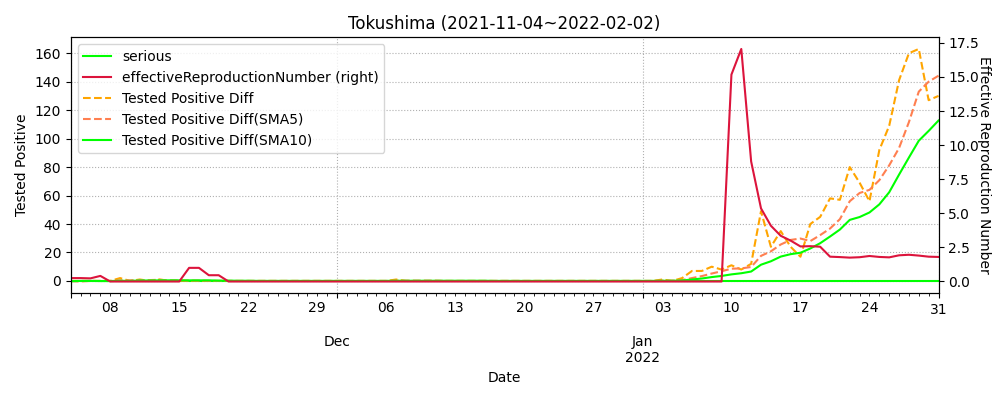 Tokushima (2021-11-04~2022-02-02)
serious
effectiveReproductionNumber (right)
Tested Positive Diff
Tested Positive Diff(SMA5)
Tested Positive Diff(SMA10)
Tested Positive
160
140
120
100
80
60
40
20
0
17.5
15.0
12.5
10.0
7.5
5.0
2.5
0.0
Effective Reproduction Number
08 15 22 29 06 13 20 27 03 10 17 24 31
Dec Jan
2022
Date